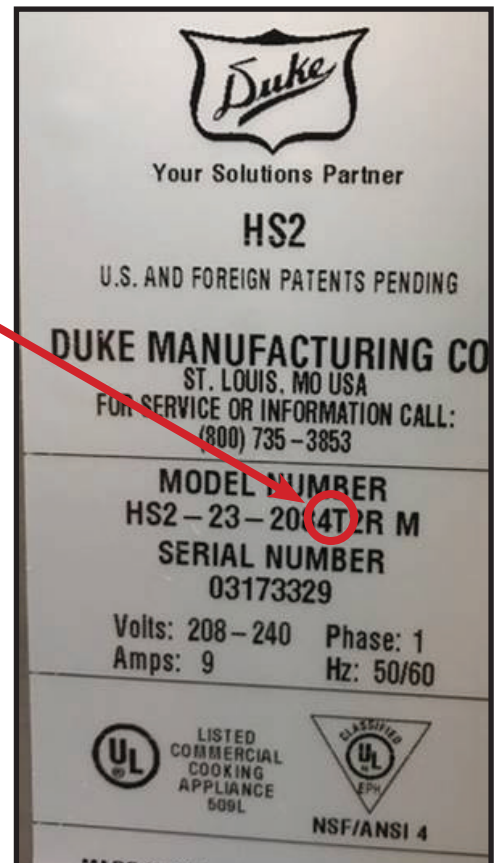 Duke
Your Solutions Partner
HS2
U.S. AND FOREIGN PATENTS PENDING
DUKE MANUFACTURING CO
ST. LOUIS, MO USA
FOR SERVICE OR INFORMATION CALL:
(800) 735-3853
MODEL NUMBER
HS2-23-2084T2R M
SERIAL NUMBER
03173329
Volts: 208-240 Phase: 1
Amps: 9 Hz: 50/60
UL
®
LISTED
COMMERCIAL
COOKING
APPLIANCE
509L
CLASSIFIED
UL
®
EPH
NSF/ANSI 4